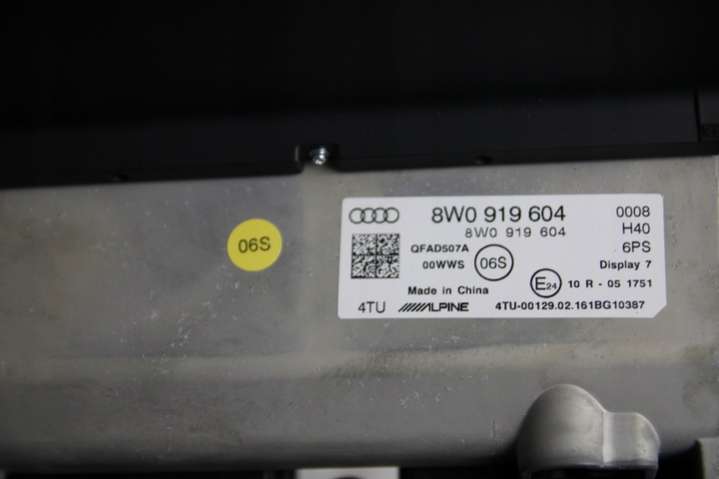 06S
8W0 919 604
8W0 919 604
0008
H40
6PS
QFAD507A
00WWS
06S
Display 7
Made in China
E24
10 R - 05 1751
4TU
ALPINE
4TU-00129.02.161BG10387